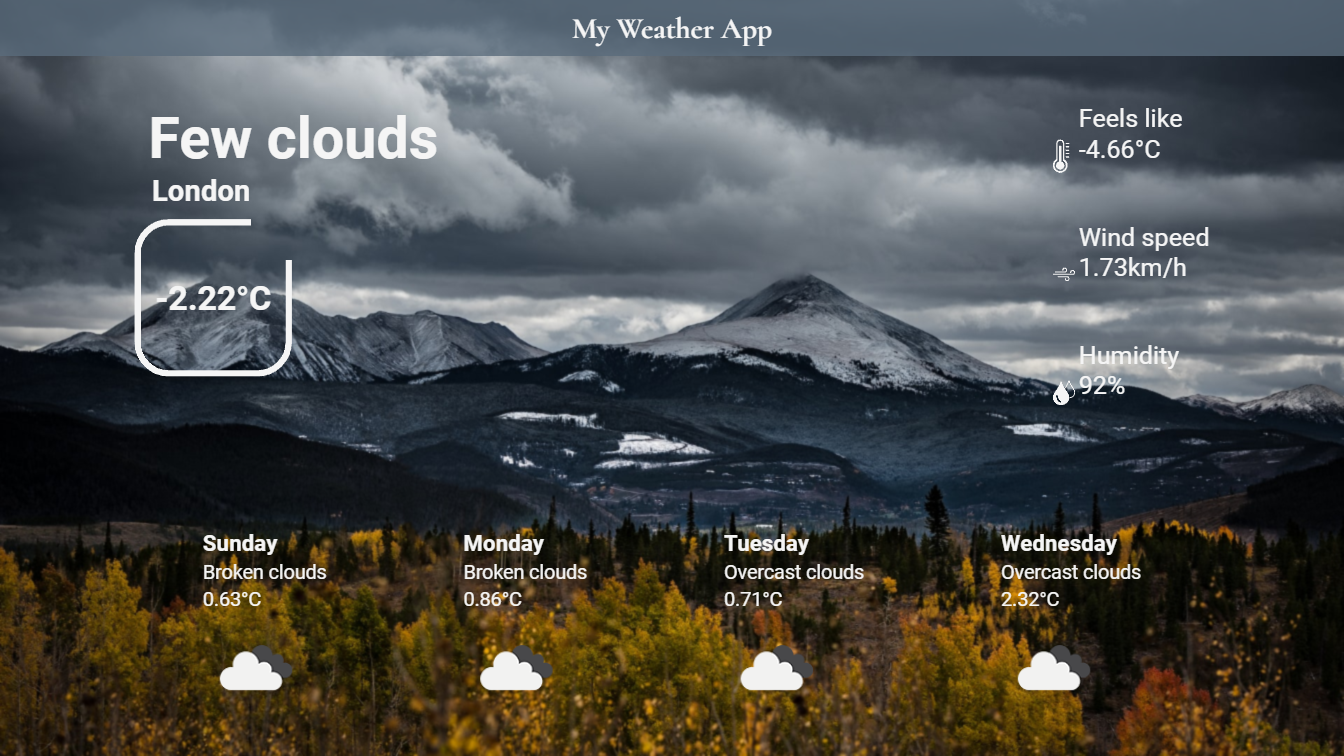 My Weather App
Few clouds
London
-2.22°C
Feels like
-4.66°C
Wind speed
1.73km/h
Humidity
92%
Sunday
Broken clouds
0.63°C
Monday
Broken clouds
0.86°C
Tuesday
Overcast clouds
0.71°C
Wednesday
Overcast clouds
2.32°C